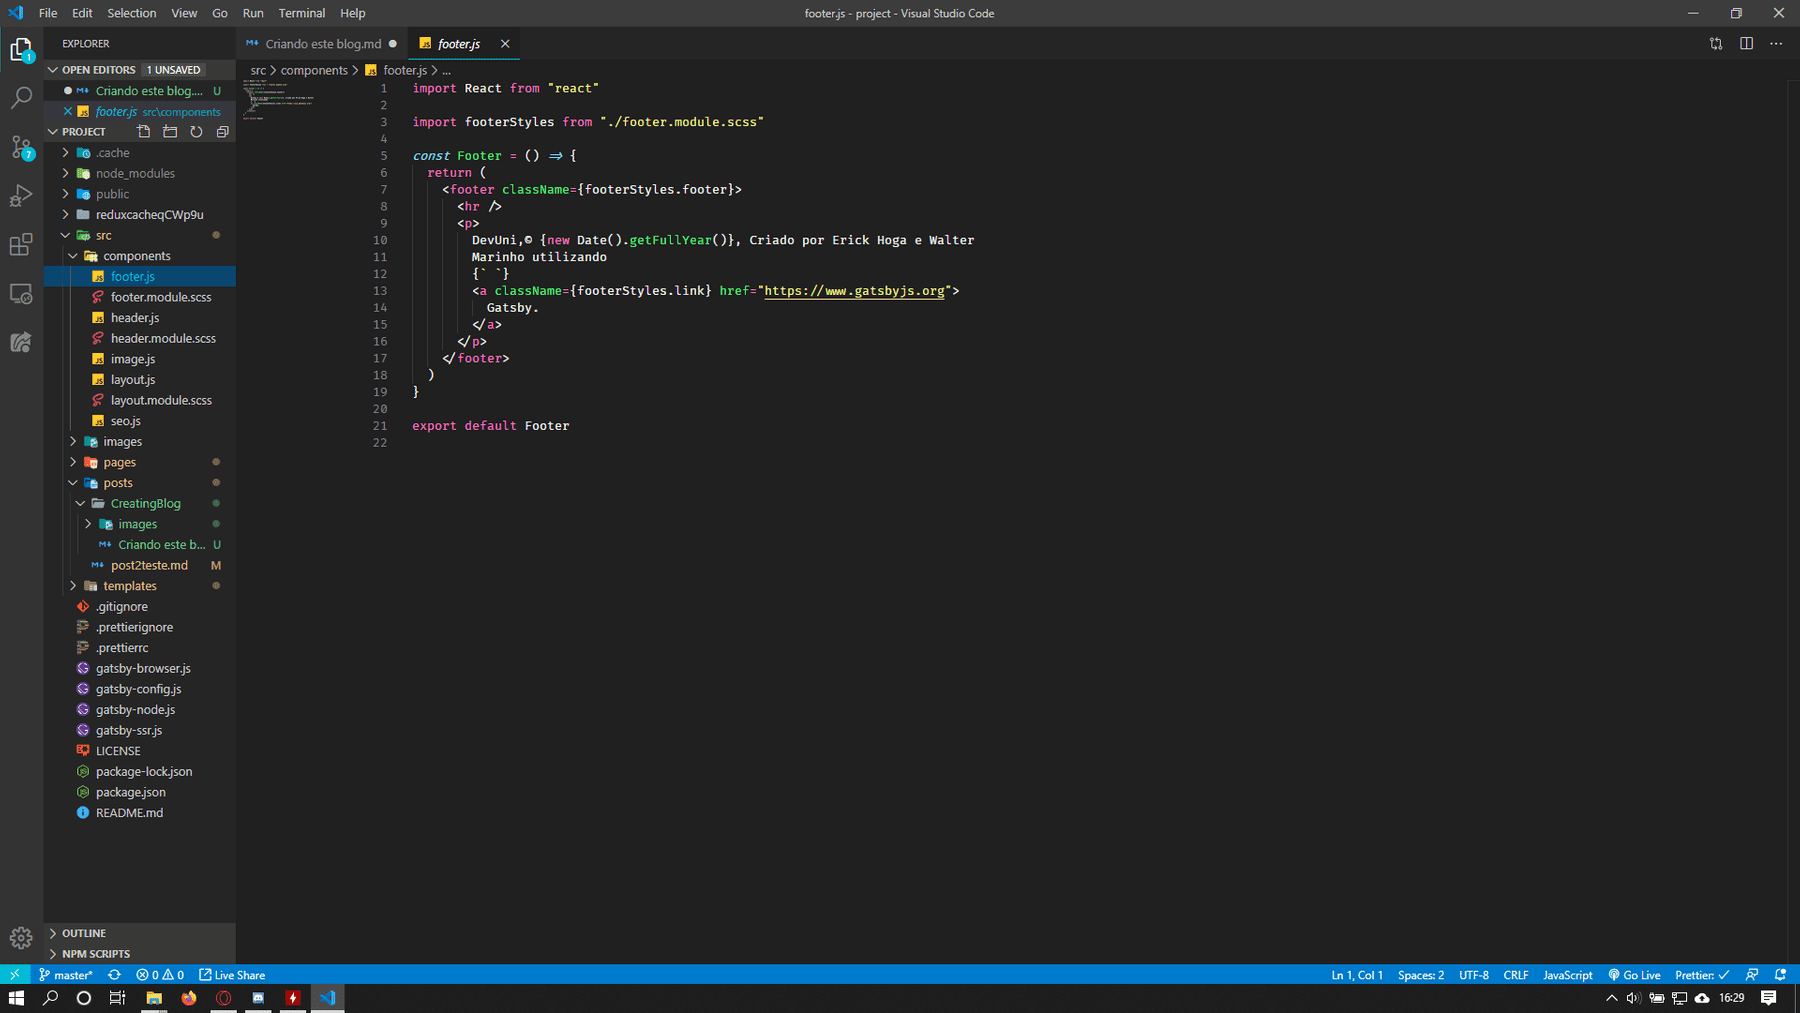 File Edit Selection View Go Run Terminal Help
footer.js - project - Visual Studio Code
EXPLORER
OPEN EDITORS 1 UNSAVED
Criando este blog.... U
footer.js src\components
PROJECT
.cache
node_modules
public
reduxcacheqCWp9u
src
components
footer.js
footer.module.scss
header.js
header.module.scss
image.js
layout.js
layout.module.scss
seo.js
images
pages
posts
CreatingBlog
images
Criando este b... U
post2teste.md M
templates
.gitignore
.prettierignore
.prettierrc
gatsby-browser.js
gatsby-config.js
gatsby-node.js
gatsby-ssr.js
LICENSE
package-lock.json
package.json
README.md
OUTLINE
NPM SCRIPTS
Criando este blog.md
footer.js
src > components > footer.js > ...
1 import React from "react"
2
3 import footerStyles from "./footer.module.scss"
4
5 const Footer = () => {
6 return (
7 <footer className={footerStyles.footer}>
8 <hr />
9 <p>
10 DevUni,© {new Date().getFullYear()}, Criado por Erick Hoga e Walter
11 Marinho utilizando
12 {` `}
13 <a className={footerStyles.link} href="https://www.gatsbyjs.org">
14 Gatsby.
15 </a>
16 </p>
17 </footer>
18 )
19 }
20
21 export default Footer
22
master* 0 0 Live Share
Ln 1, Col 1 Spaces: 2 UTF-8 CRLF JavaScript Go Live Prettier: ✓
16:29